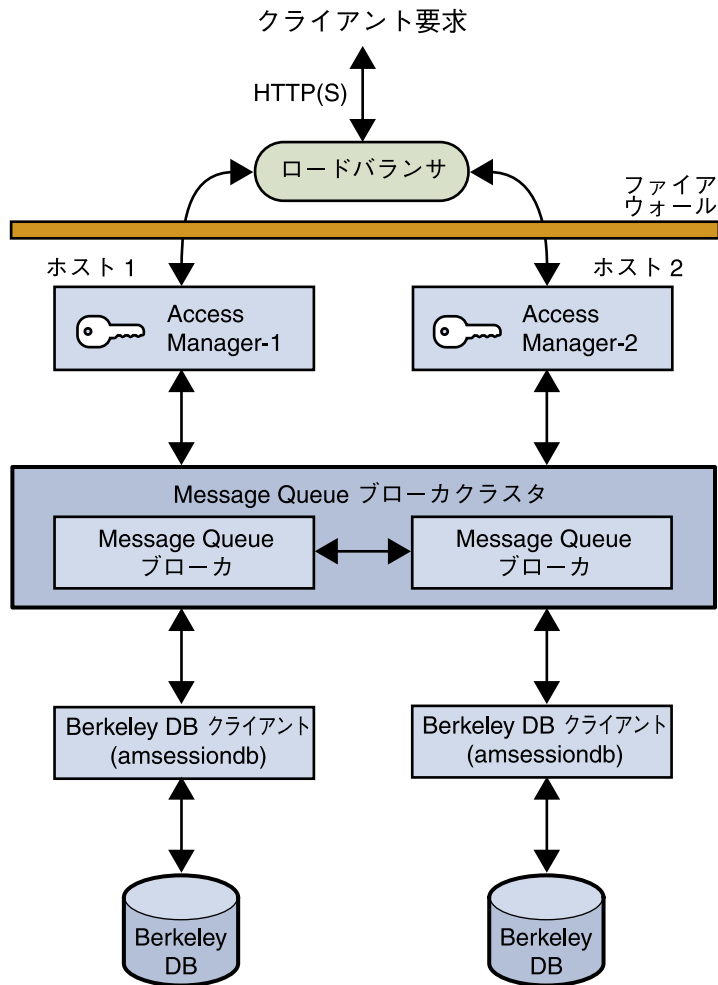 クライアント要求
HTTP(S)
ロードバランサ
ファイア
ウォール
ホスト 1
ホスト 2
Access
Manager-1
Access
Manager-2
Message Queue ブローカクラスタ
Message Queue
ブローカ
Message Queue
ブローカ
Berkeley DB クライアント
(amsessiondb)
Berkeley DB クライアント
(amsessiondb)
Berkeley
DB
Berkeley
DB